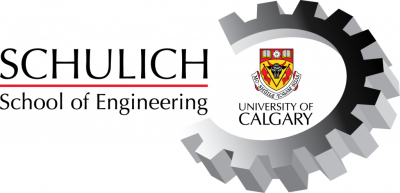 SCHULICH
School of Engineering
UNIVERSITY OF
CALGARY